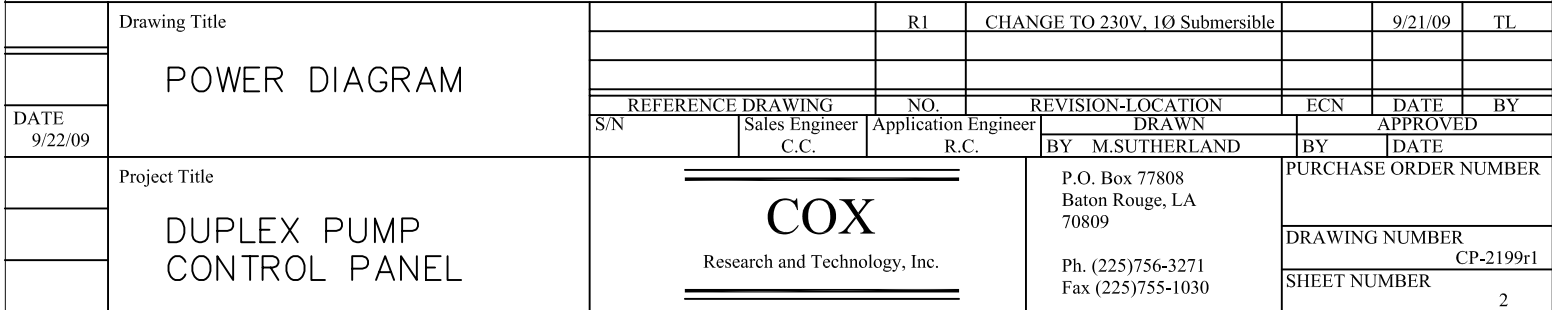 Drawing Title
POWER DIAGRAM
R1 CHANGE TO 230V, 1Ø Submersible 9/21/09 TL
REFERENCE DRAWING NO. REVISION-LOCATION ECN DATE BY
DATE
9/22/09
S/N Sales Engineer Application Engineer DRAWN APPROVED
C.C. R.C. BY M.SUTHERLAND BY DATE
Project Title
DUPLEX PUMP
CONTROL PANEL
COX
Research and Technology, Inc.
P.O. Box 77808
Baton Rouge, LA
70809
Ph. (225)756-3271
Fax (225)755-1030
PURCHASE ORDER NUMBER
DRAWING NUMBER
CP-2199r1
SHEET NUMBER
2